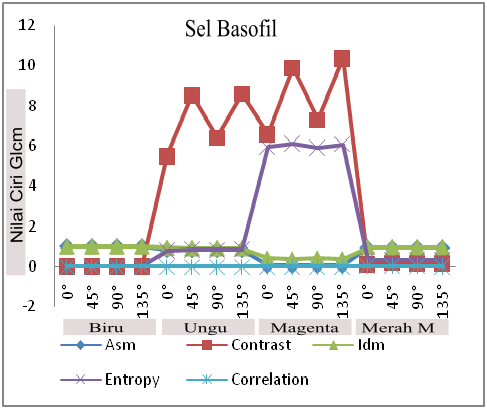 Sel Basofil
Nilai Ciri Glcm
12
10
8
6
4
2
0
-2
0° 45° 90° 135° 0° 45° 90° 135° 0° 45° 90° 135° 0° 45° 90° 135°
Biru Ungu Magenta Merah M
Asm Contrast Idm
Entropy Correlation